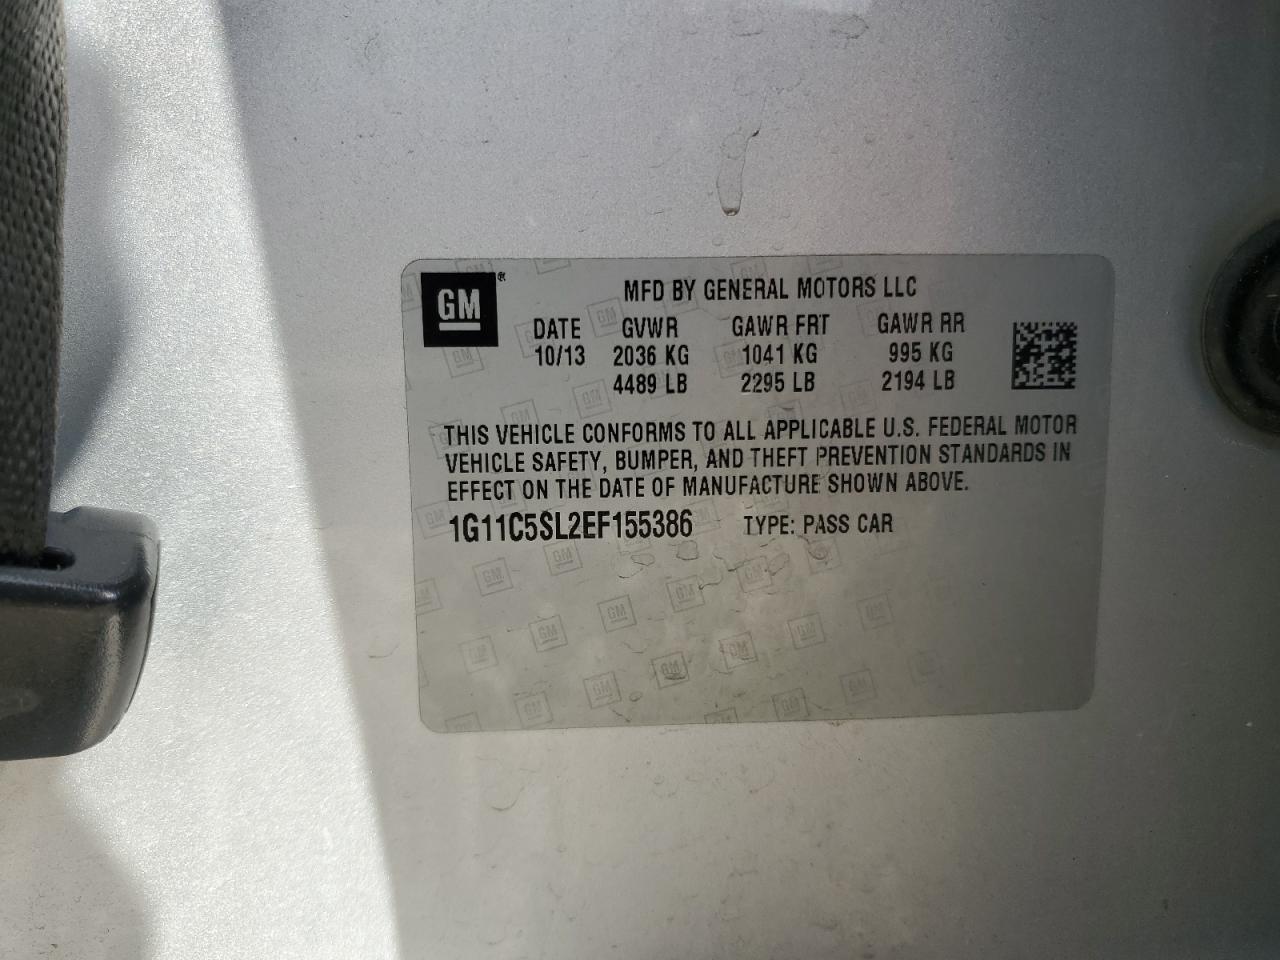 GM®
MFD BY GENERAL MOTORS LLC
DATE GVWR GAWR FRT GAWR RR
10/13 2036 KG 1041 KG 995 KG
4489 LB 2295 LB 2194 LB
THIS VEHICLE CONFORMS TO ALL APPLICABLE U.S. FEDERAL MOTOR
VEHICLE SAFETY, BUMPER, AND THEFT PREVENTION STANDARDS IN
EFFECT ON THE DATE OF MANUFACTURE SHOWN ABOVE.
1G11C5SL2EF155386 TYPE: PASS CAR